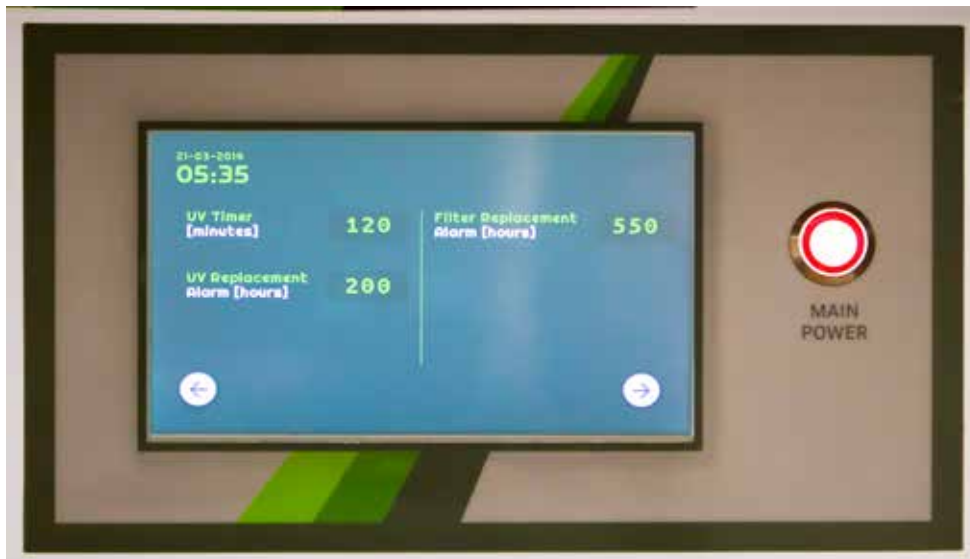 21-03-2014
05:35
UV Timer
[minutes]
120
UV Replacement
Alarm [hours]
200
Filter Replacement
Alarm [hours]
550
MAIN
POWER